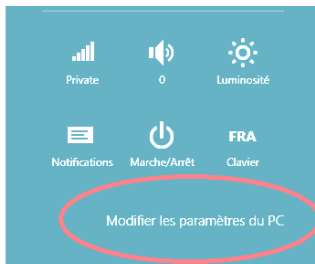 Private 0 Luminosité
Notifications Marche/Arrêt FRA Clavier
Modifier les paramètres du PC